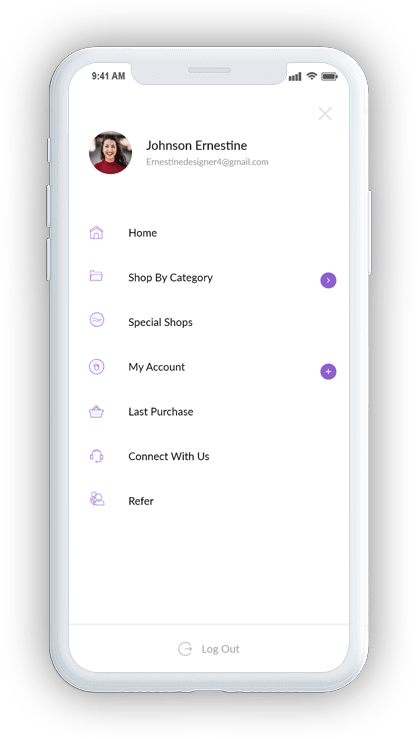 9:41 AM
Johnson Ernestine
Ernestinedesigner4@gmail.com
Home
Shop By Category
Special Shops
My Account
Last Purchase
Connect With Us
Refer
Log Out